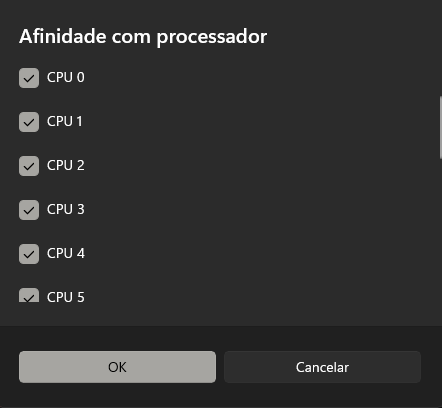 Afinidade com processador
CPU 0
CPU 1
CPU 2
CPU 3
CPU 4
CPU 5
OK
Cancelar